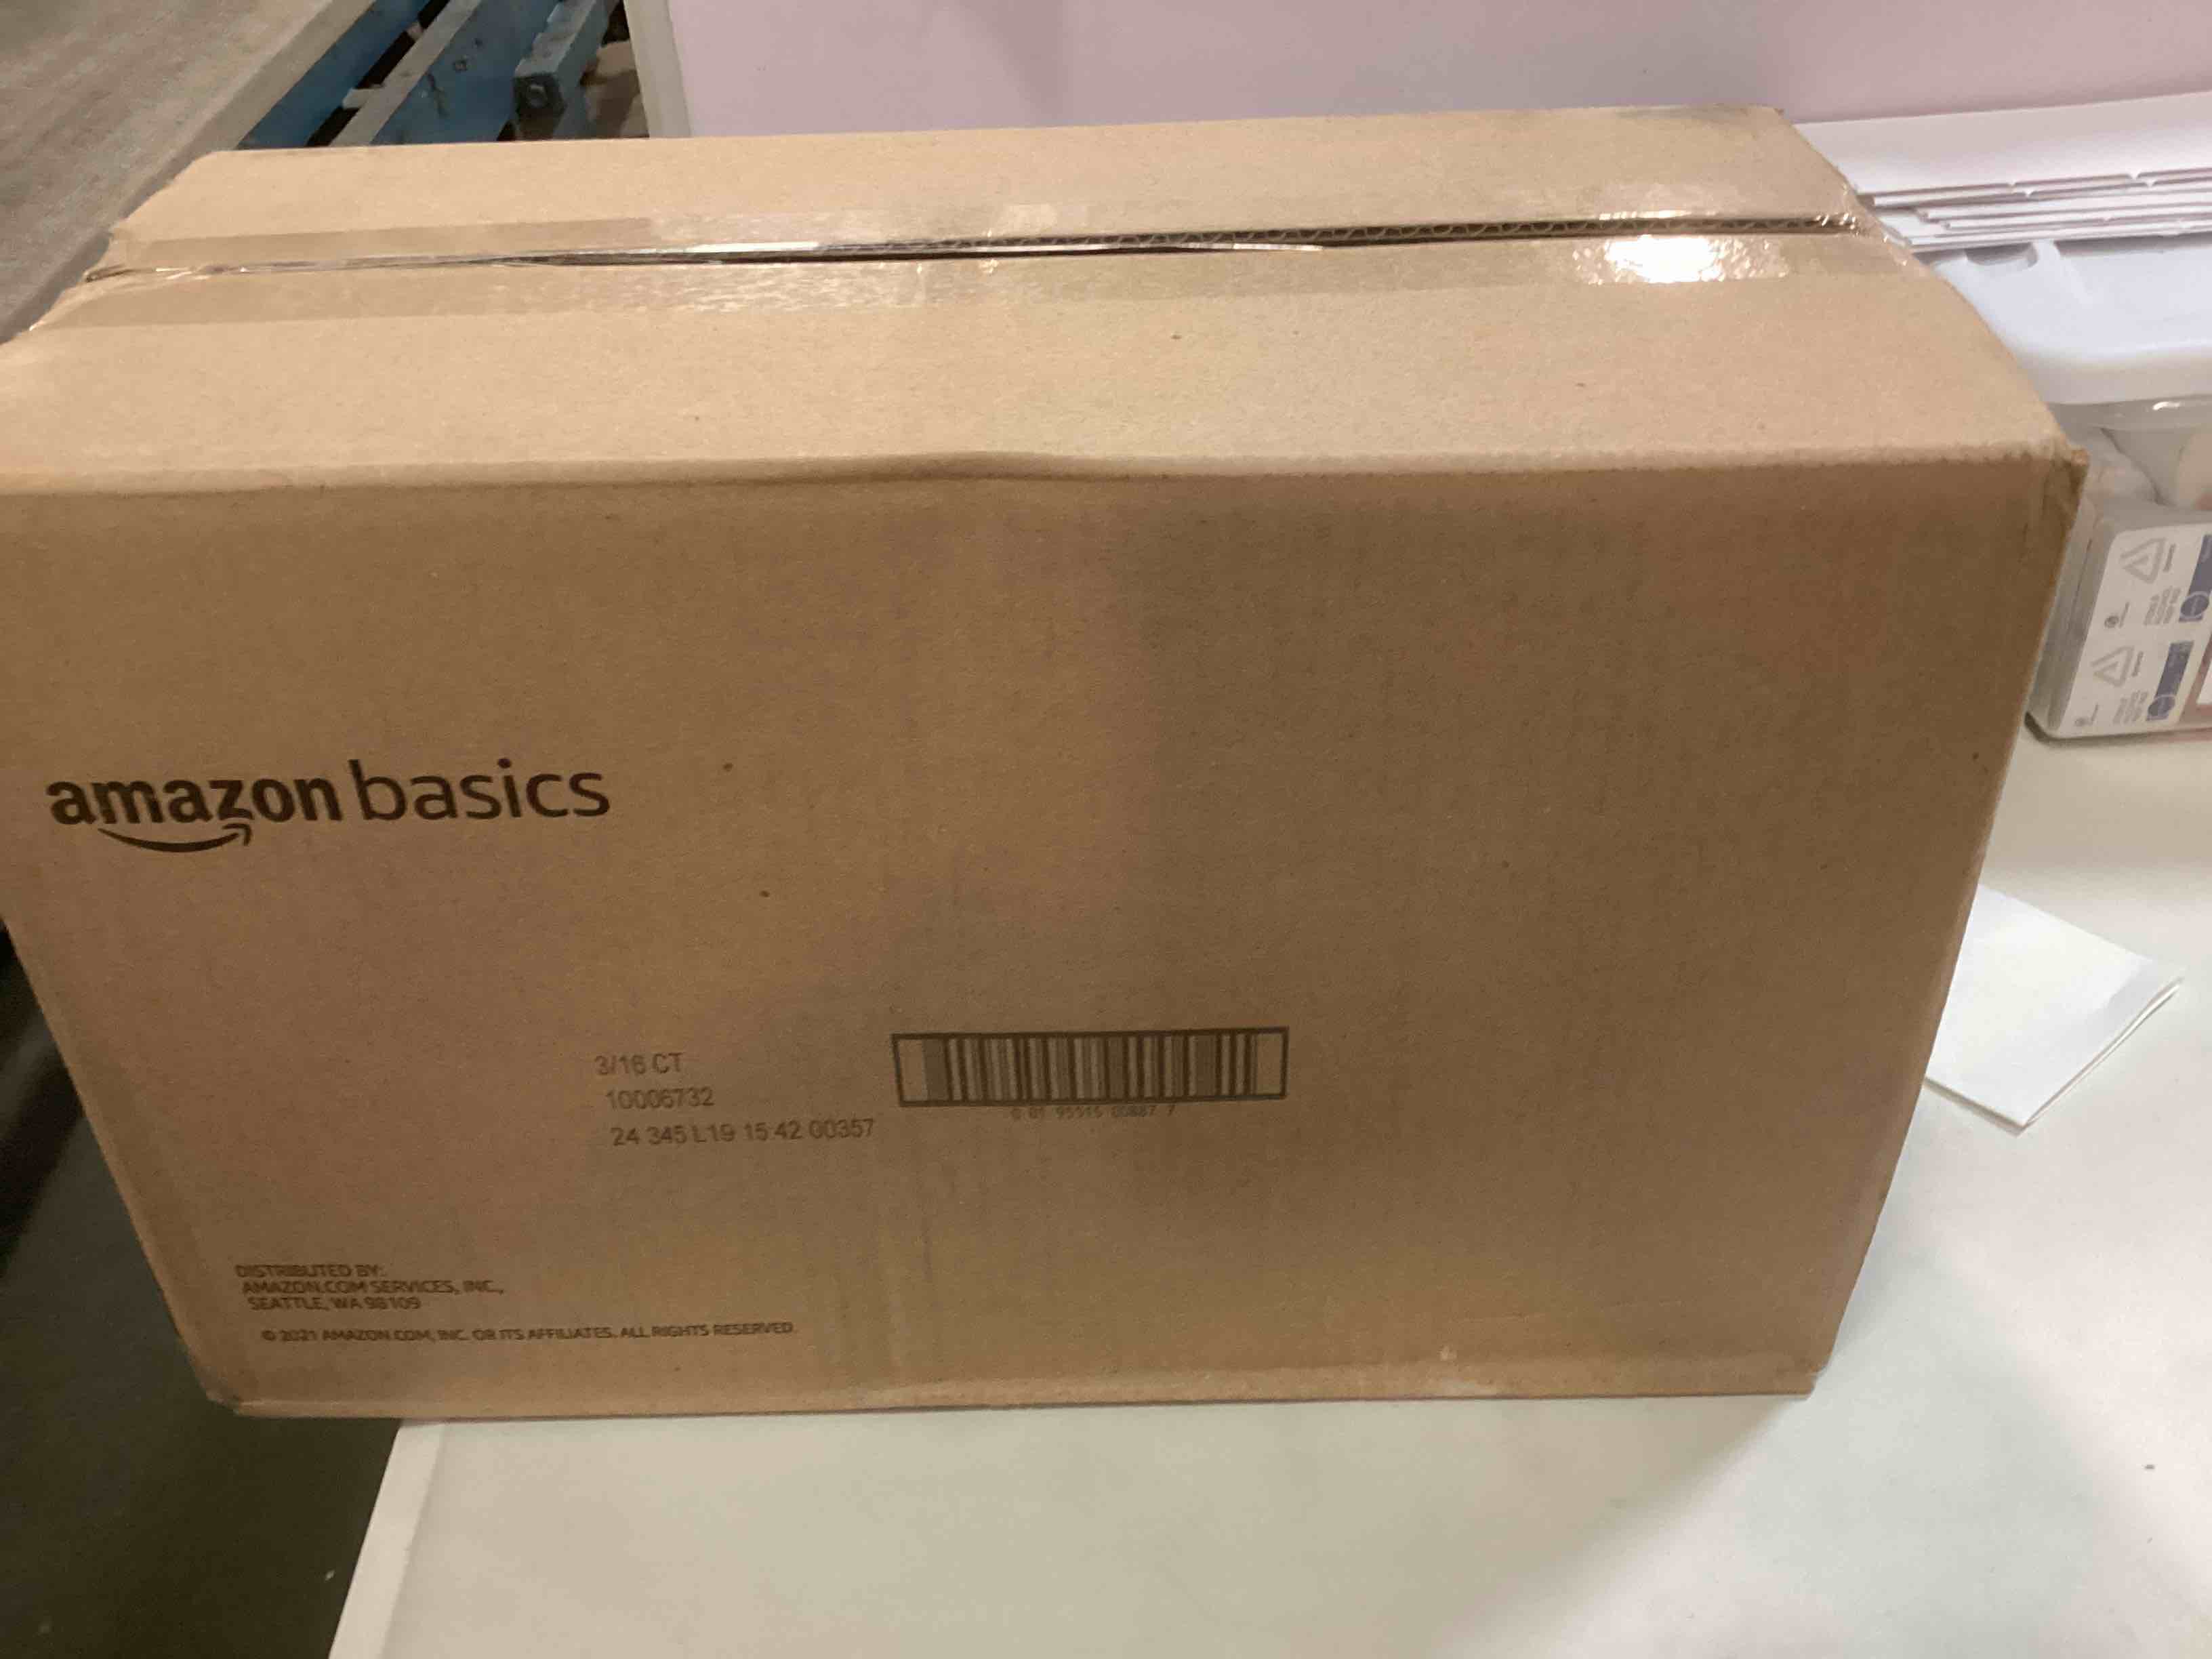 amazon basics
3/16 CT
10006732
24 345 L19 15:42 00357
DISTRIBUTED BY:
AMAZON.COM SERVICES, INC.,
SEATTLE, WA 98109
© 2021 AMAZON.COM, INC. OR ITS AFFILIATES. ALL RIGHTS RESERVED